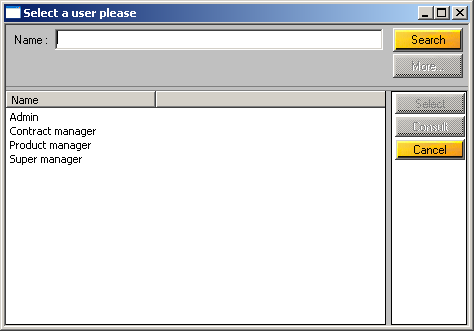 Select a user please
Name :
Search
More...
Name
Select
Admin
Consult
Contract manager
Product manager
Cancel
Super manager